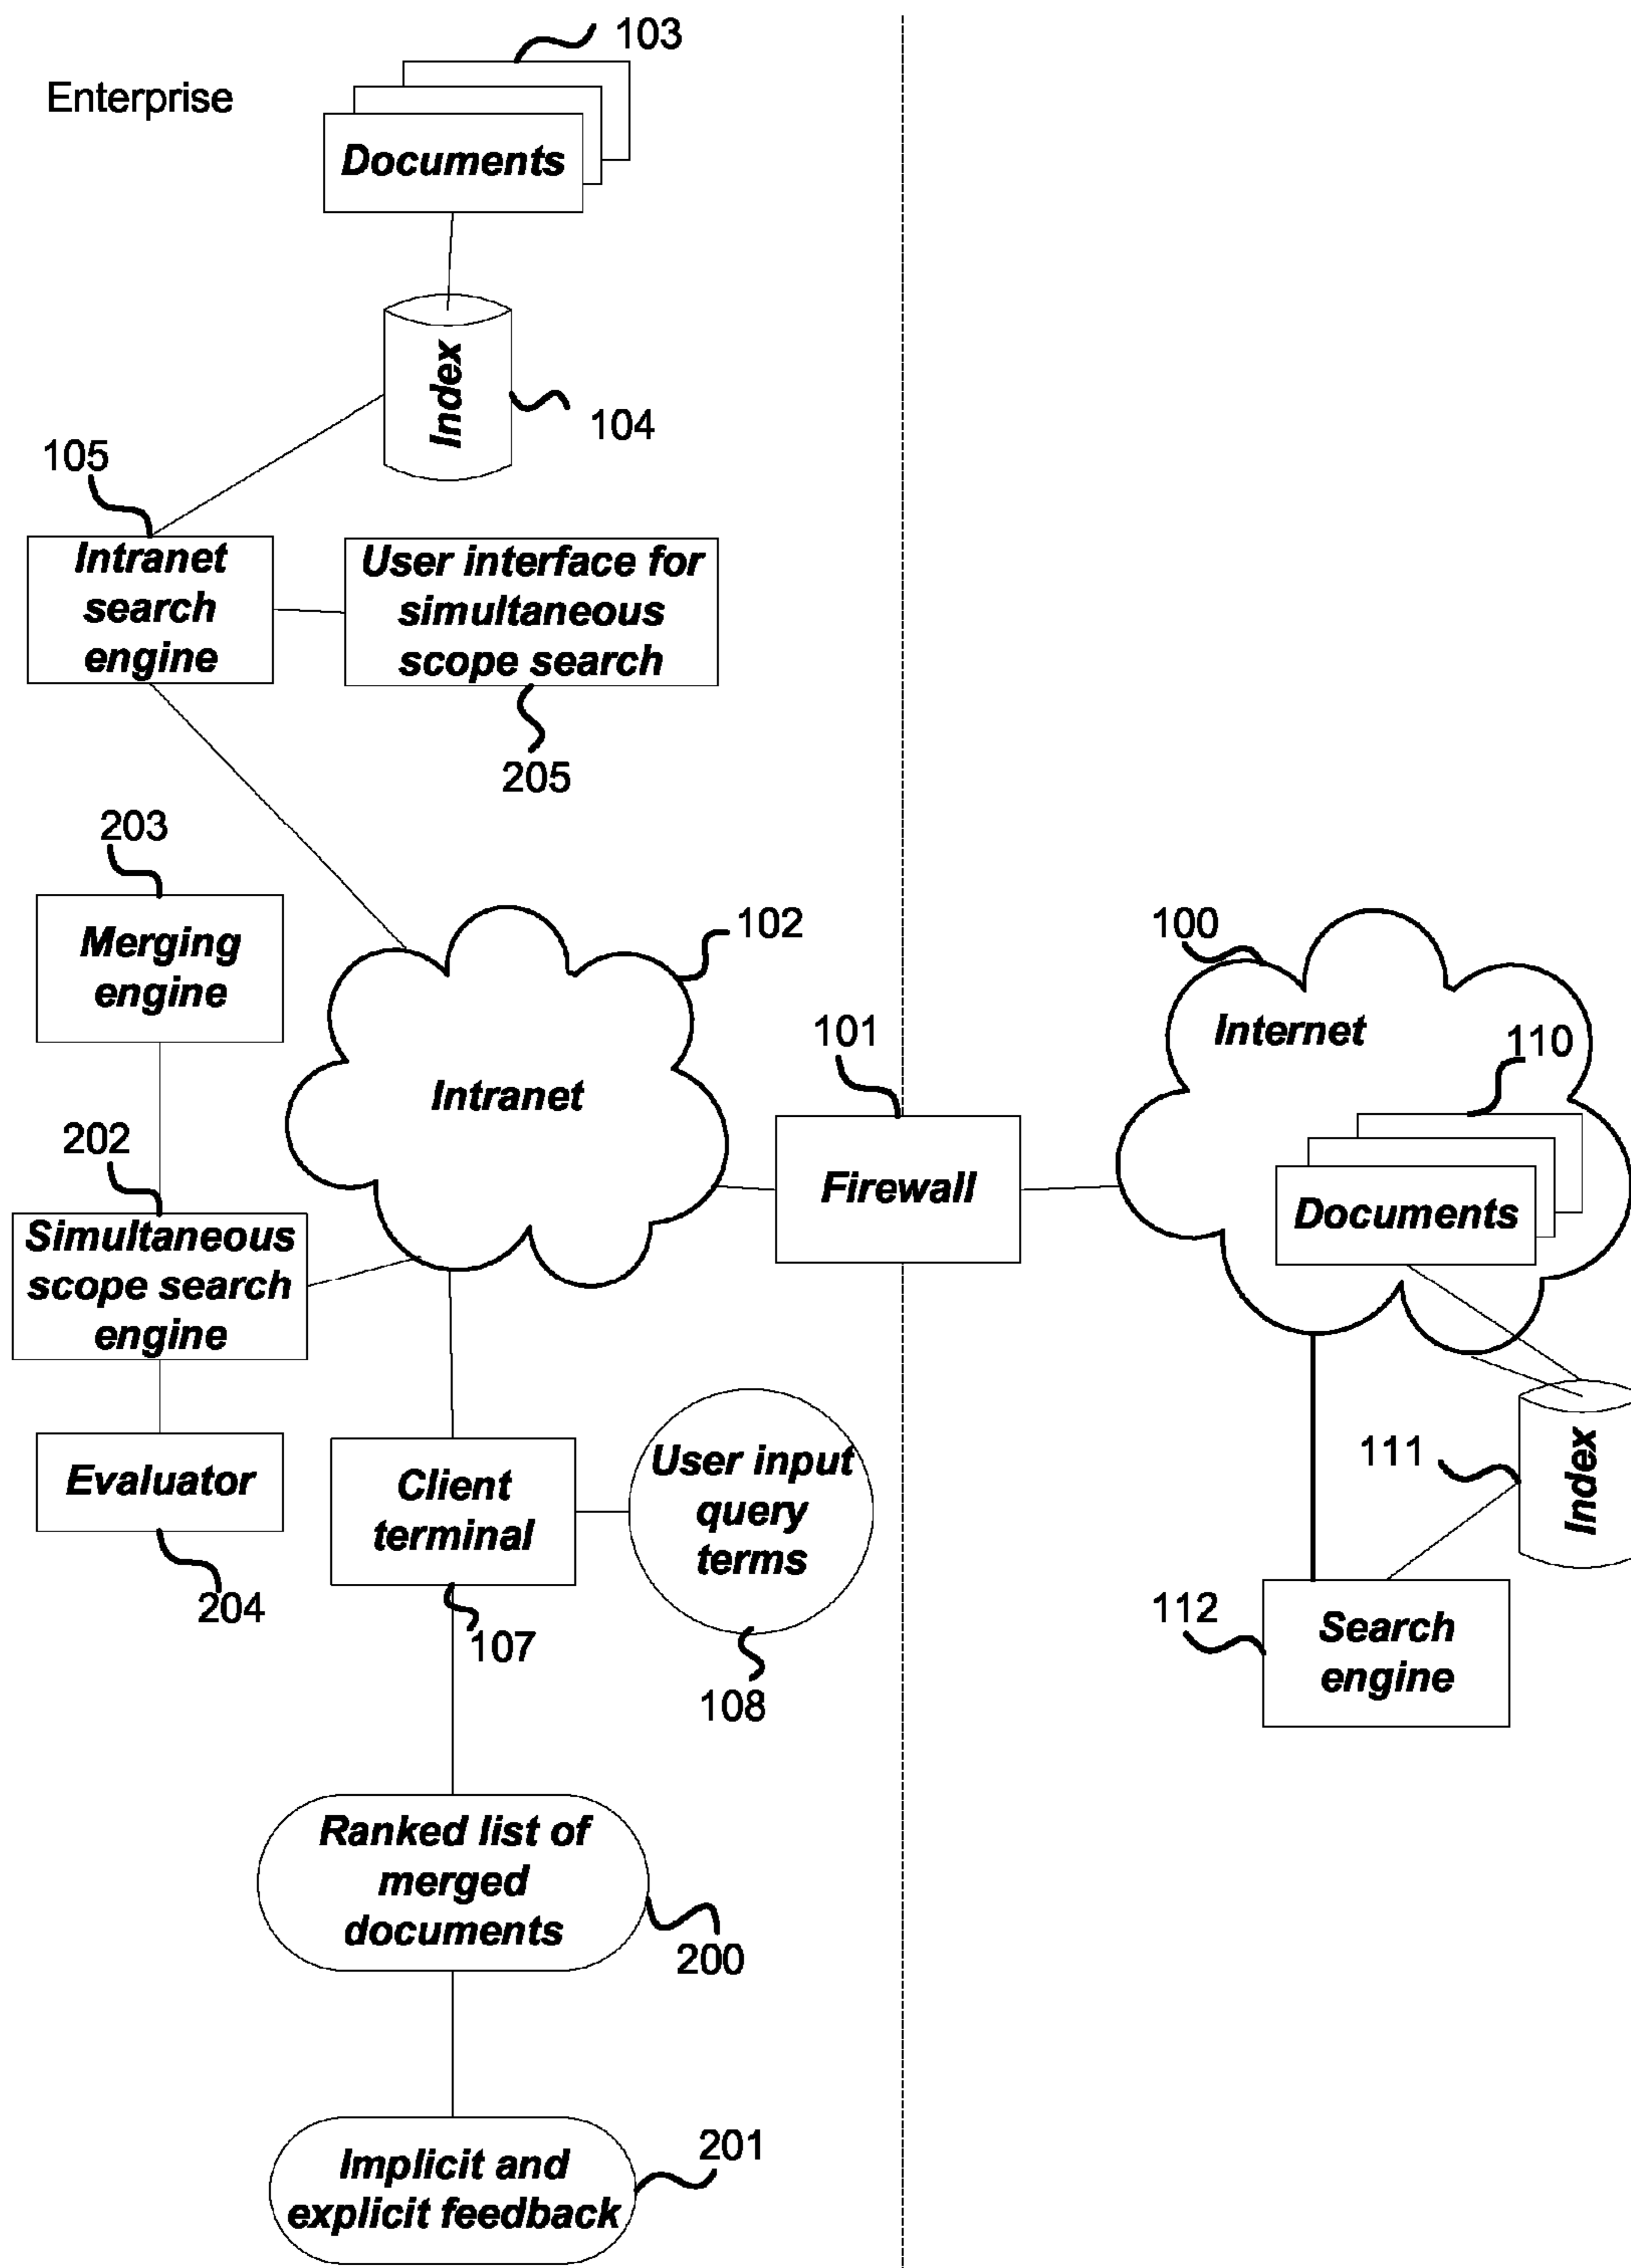 103
Enterprise
Documents
Index
104
105
Intranet
search
engine
User interface for
simultaneous
scope search
205
203
Merging
engine
102
Intranet
100
Internet
110
101
Firewall
Documents
202
Simultaneous
scope search
engine
Evaluator
204
Client
terminal
107
User input
query
terms
108
111
Index
112
Search
engine
Ranked list of
merged
documents
200
201
Implicit and
explicit feedback